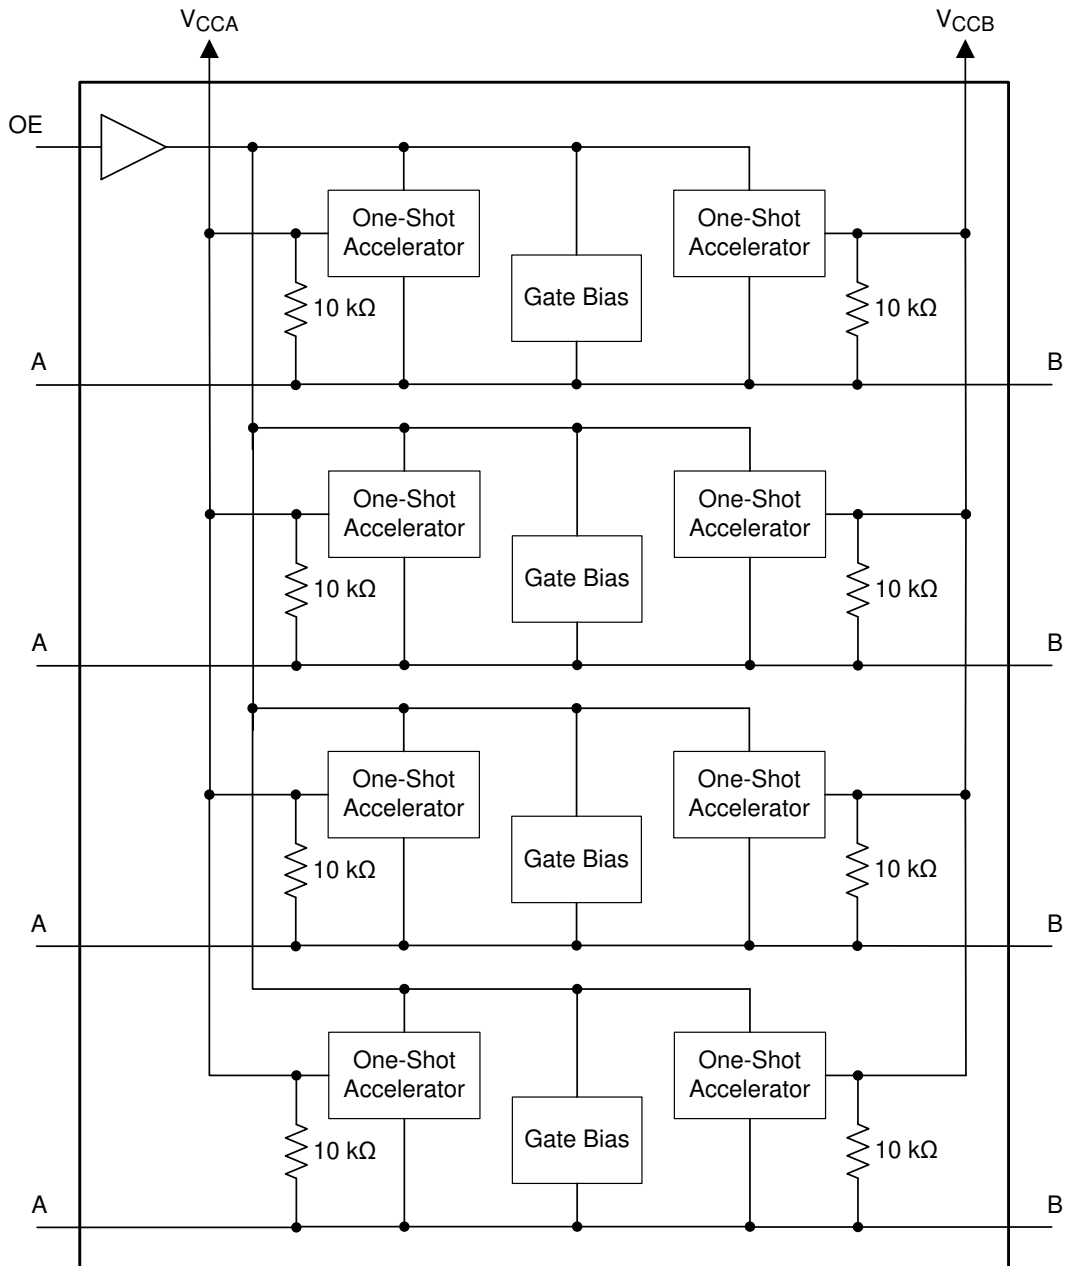 VCCA
VCCB
OE
One-Shot
Accelerator
One-Shot
Accelerator
Gate Bias
10 kΩ
10 kΩ
A
B
One-Shot
Accelerator
One-Shot
Accelerator
Gate Bias
10 kΩ
10 kΩ
A
B
One-Shot
Accelerator
One-Shot
Accelerator
Gate Bias
10 kΩ
10 kΩ
A
B
One-Shot
Accelerator
One-Shot
Accelerator
Gate Bias
10 kΩ
10 kΩ
A
B